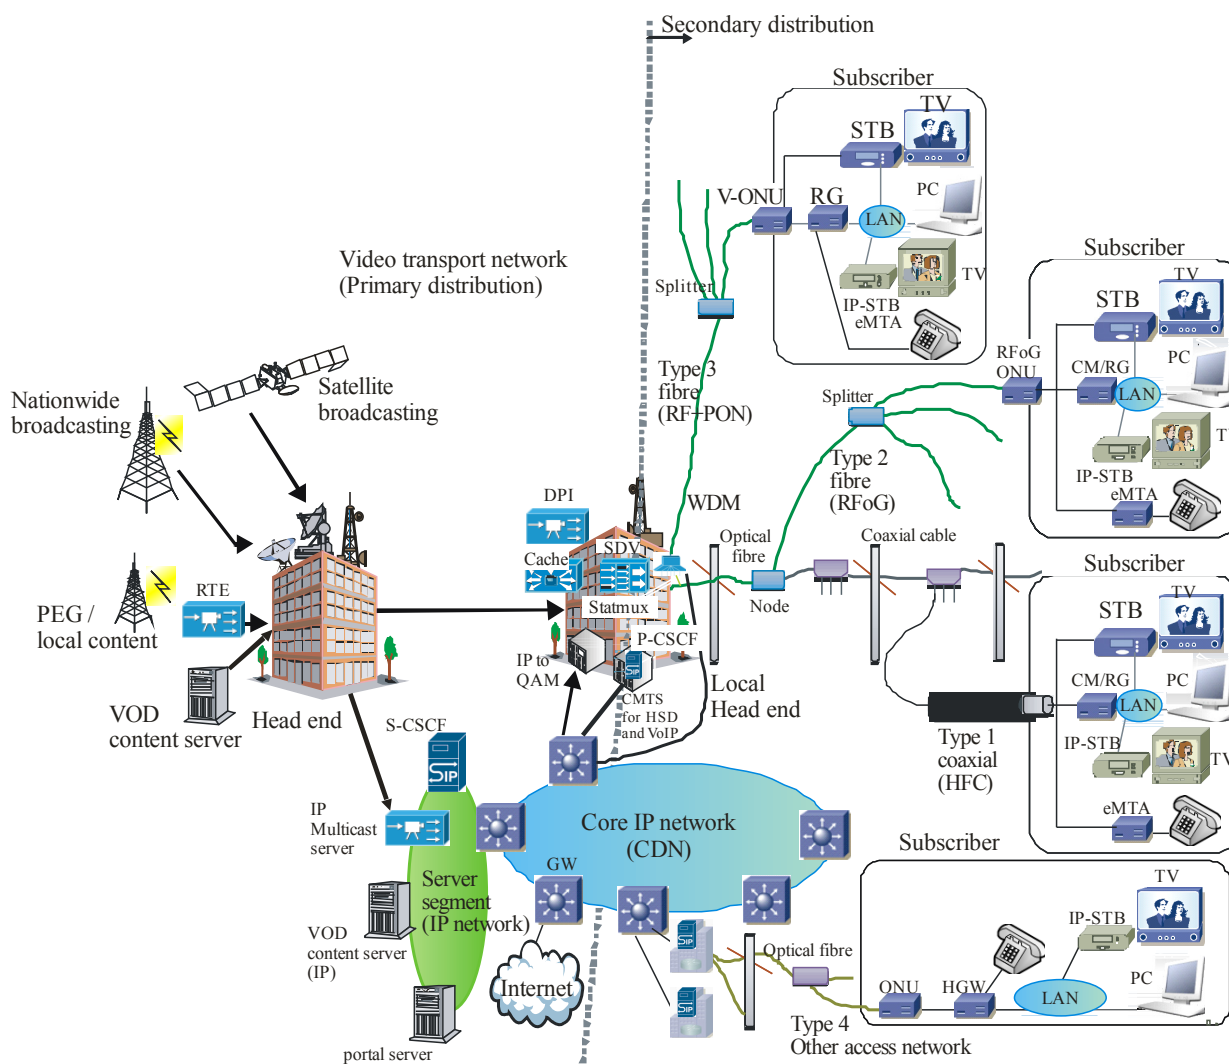 Secondary distribution
Subscriber
TV
STB
PC
V-ONU
RG
LAN
TV
IP-STB
eMTA
Video transport network
(Primary distribution)
Splitter
Subscriber
TV
STB
RFoG
ONU
PC
CM/RG
LAN
IP-STB
eMTA
Type 3
fibre
(RF+PON)
Splitter
Type 2
fibre
(RFoG)
Satellite
broadcasting
Nationwide
broadcasting
WDM
DPI
SDV
Cache
Statmux
Optical
fibre
Coaxial cable
Node
RTE
PEG /
local content
P-CSCF
IP to
QAM
CMTS
for HSD
and VoIP
Local
Head end
VOD
content server
Head end
S-CSCF
SIP
Subscriber
TV
STB
CM/RG
PC
LAN
IP-STB
TV
eMTA
Type 1
coaxial
(HFC)
IP
Multicast
server
Core IP network
(CDN)
GW
Server
segment
(IP network)
VOD
content server
(IP)
Internet
portal server
SIP
SIP
Optical fibre
Type 4
Other access network
Subscriber
TV
IP-STB
PC
ONU
HGW
LAN